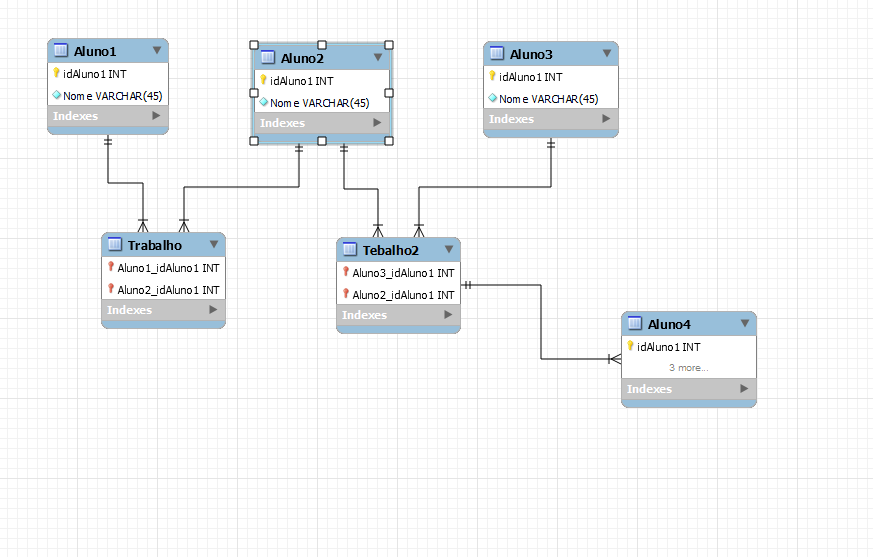 Aluno1
idAluno1 INT
Nome VARCHAR(45)
Indexes
Aluno2
idAluno1 INT
Nome VARCHAR(45)
Indexes
Aluno3
idAluno1 INT
Nome VARCHAR(45)
Indexes
Trabalho
Aluno1_idAluno1 INT
Aluno2_idAluno1 INT
Indexes
Tebalho2
Aluno3_idAluno1 INT
Aluno2_idAluno1 INT
Indexes
Aluno4
idAluno1 INT
3 more...
Indexes